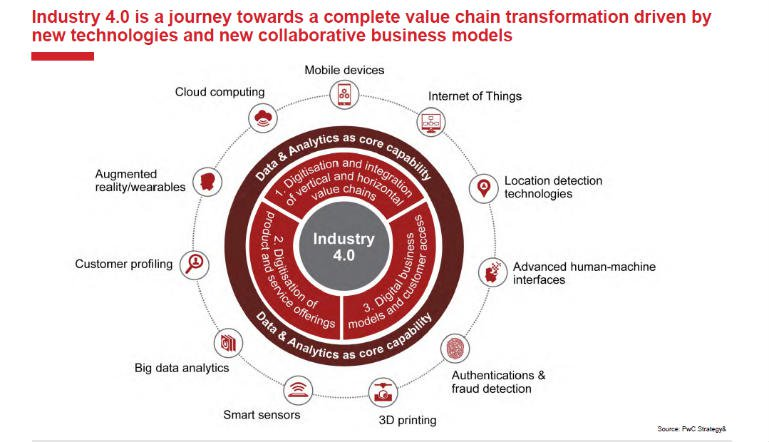 Industry 4.0 is a journey towards a complete value chain transformation driven by
new technologies and new collaborative business models
Mobile devices
Cloud computing
Internet of Things
Augmented
reality/wearables
Location detection
technologies
Customer profiling
Advanced human-machine
interfaces
Big data analytics
Authentications &
fraud detection
Smart sensors
3D printing
Data & Analytics as core capability
1. Digitisation and integration
of vertical and horizontal
value chains
2. Digitisation of
product and service offerings
3. Digital business
models and customer access
Industry
4.0
Data & Analytics as core capability
Source: PwC Strategy&